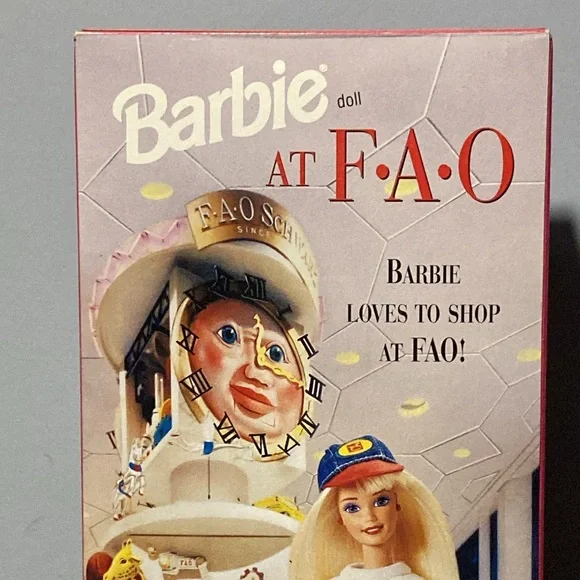 Barbie® doll
AT F•A•O
F•A•O SCHWARZ
SINCE
BARBIE
LOVES TO SHOP
AT FAO!